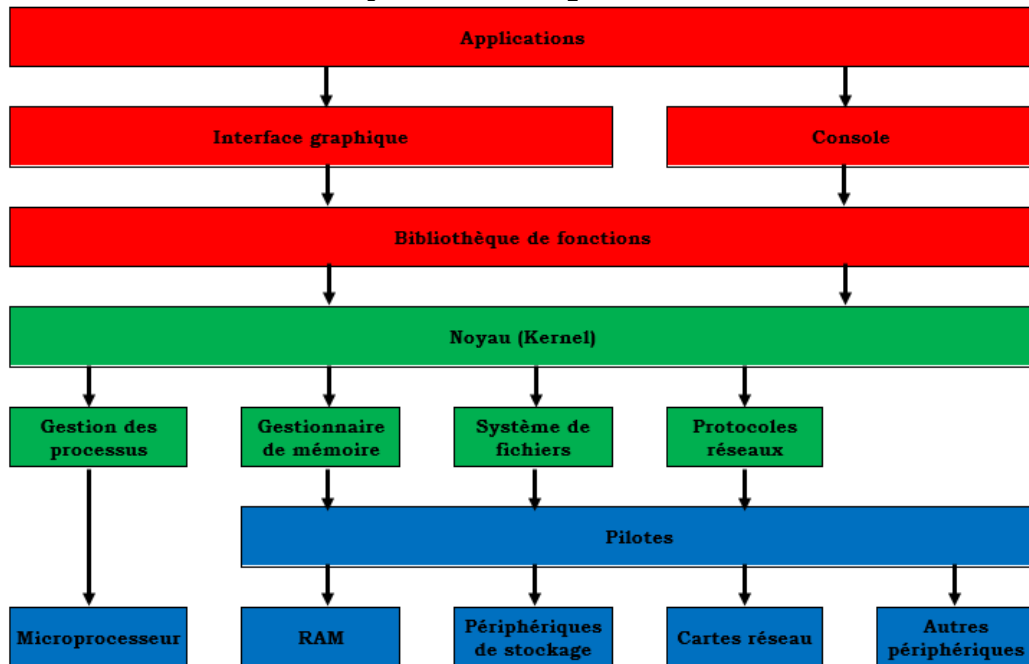 Applications
Interface graphique
Console
Bibliothèque de fonctions
Noyau (Kernel)
Gestion des
processus
Gestionnaire
de mémoire
Système de
fichiers
Protocoles
réseaux
Pilotes
Microprocesseur
RAM
Périphériques
de stockage
Cartes réseau
Autres
périphériques